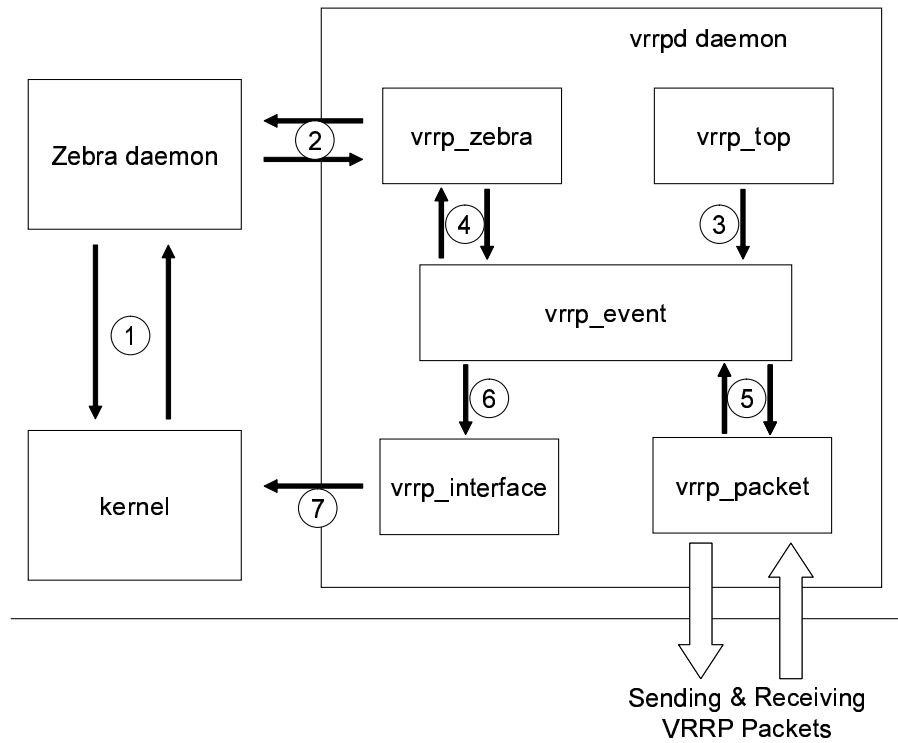 vrrpd daemon
Zebra daemon
2
vrrp_zebra
vrrp_top
4
3
1
vrrp_event
6
5
kernel
7
vrrp_interface
vrrp_packet
Sending & Receiving
VRRP Packets